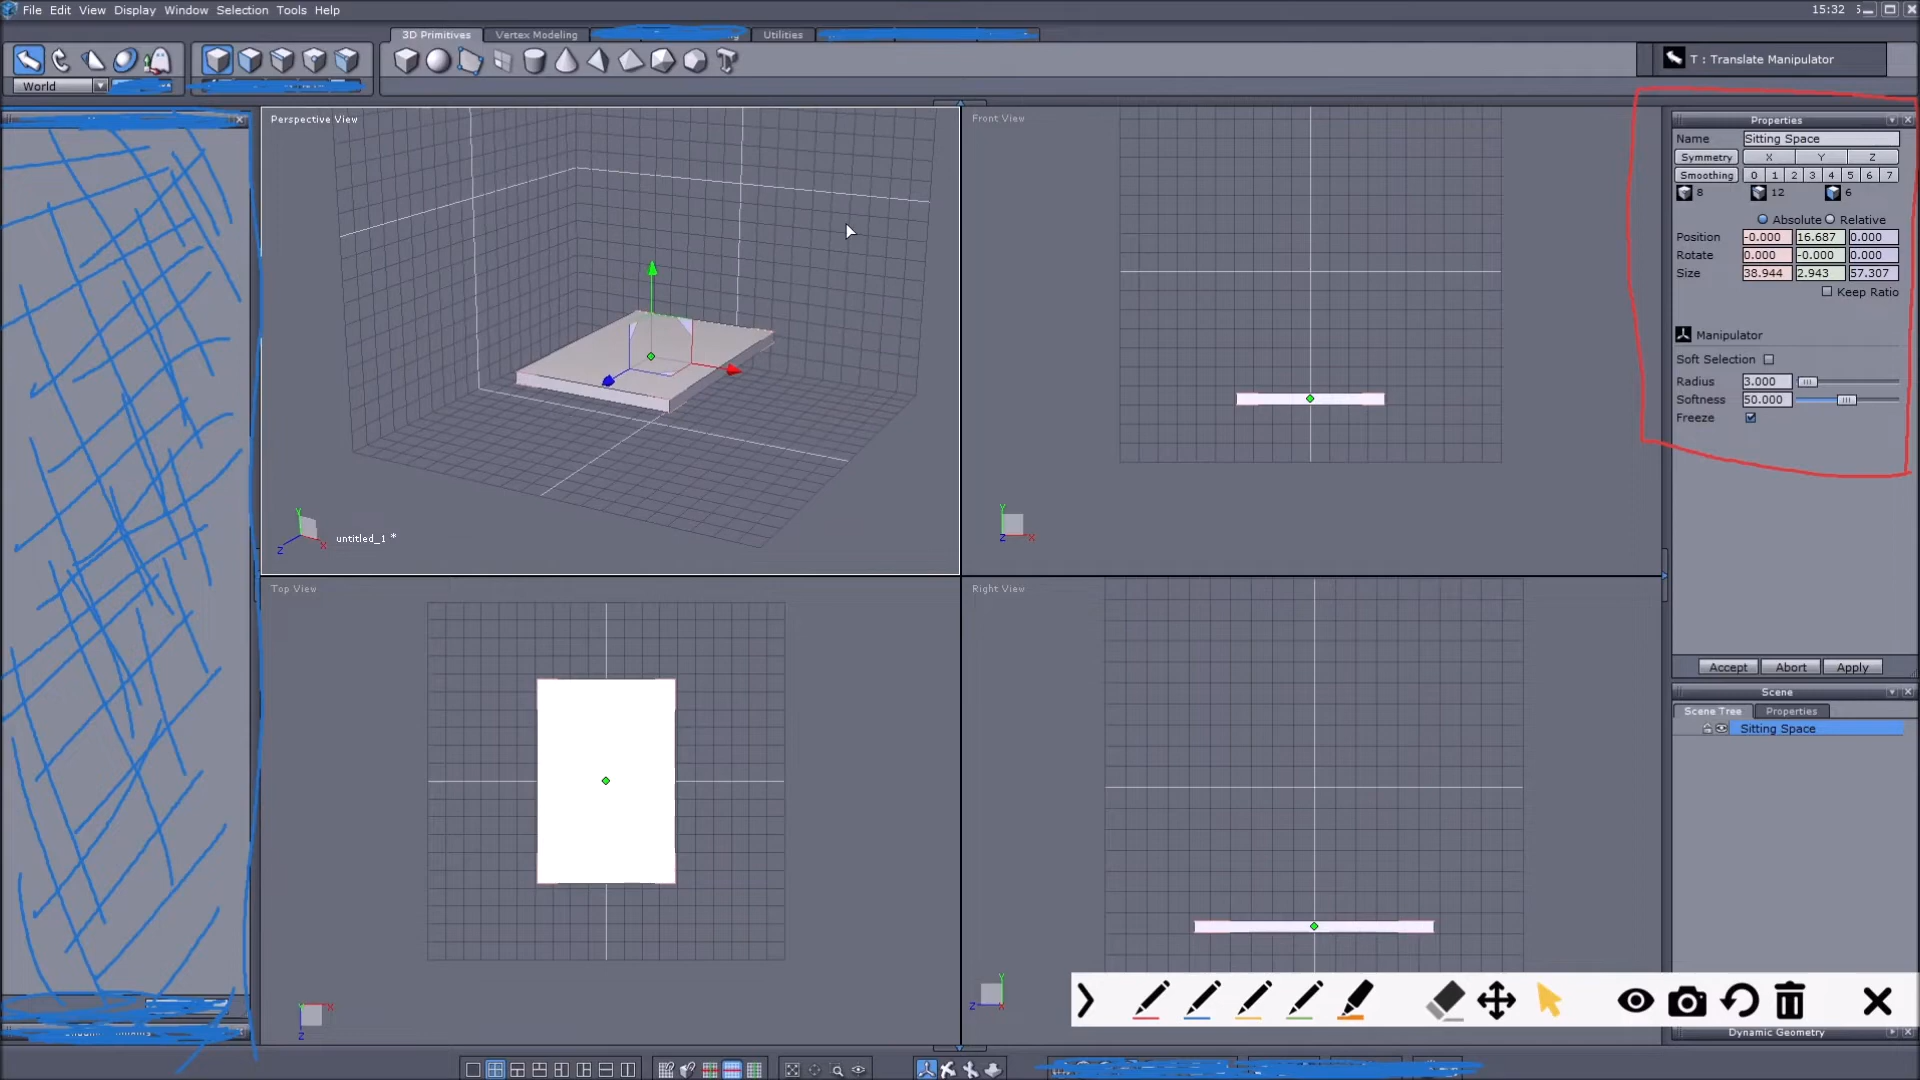 File Edit View Display Window Selection Tools Help
15:32
3D Primitives Vertex Modeling Utilities
World
T : Translate Manipulator
Perspective View
Front View
Properties
Name Sitting Space
Symmetry X Y Z
Smoothing 0 1 2 3 4 5 6 7
8 12 6
Absolute Relative
Position -0.000 16.687 0.000
Rotate 0.000 -0.000 0.000
Size 38.944 2.943 57.307
Keep Ratio
Manipulator
Soft Selection
Radius 3.000
Softness 50.000
Freeze
Y
Z X
untitled_1 *
Y
Z X
Top View
Right View
Accept Abort Apply
Scene
Scene Tree Properties
Sitting Space
Y X
Z
Y
Z X
Dynamic Geometry